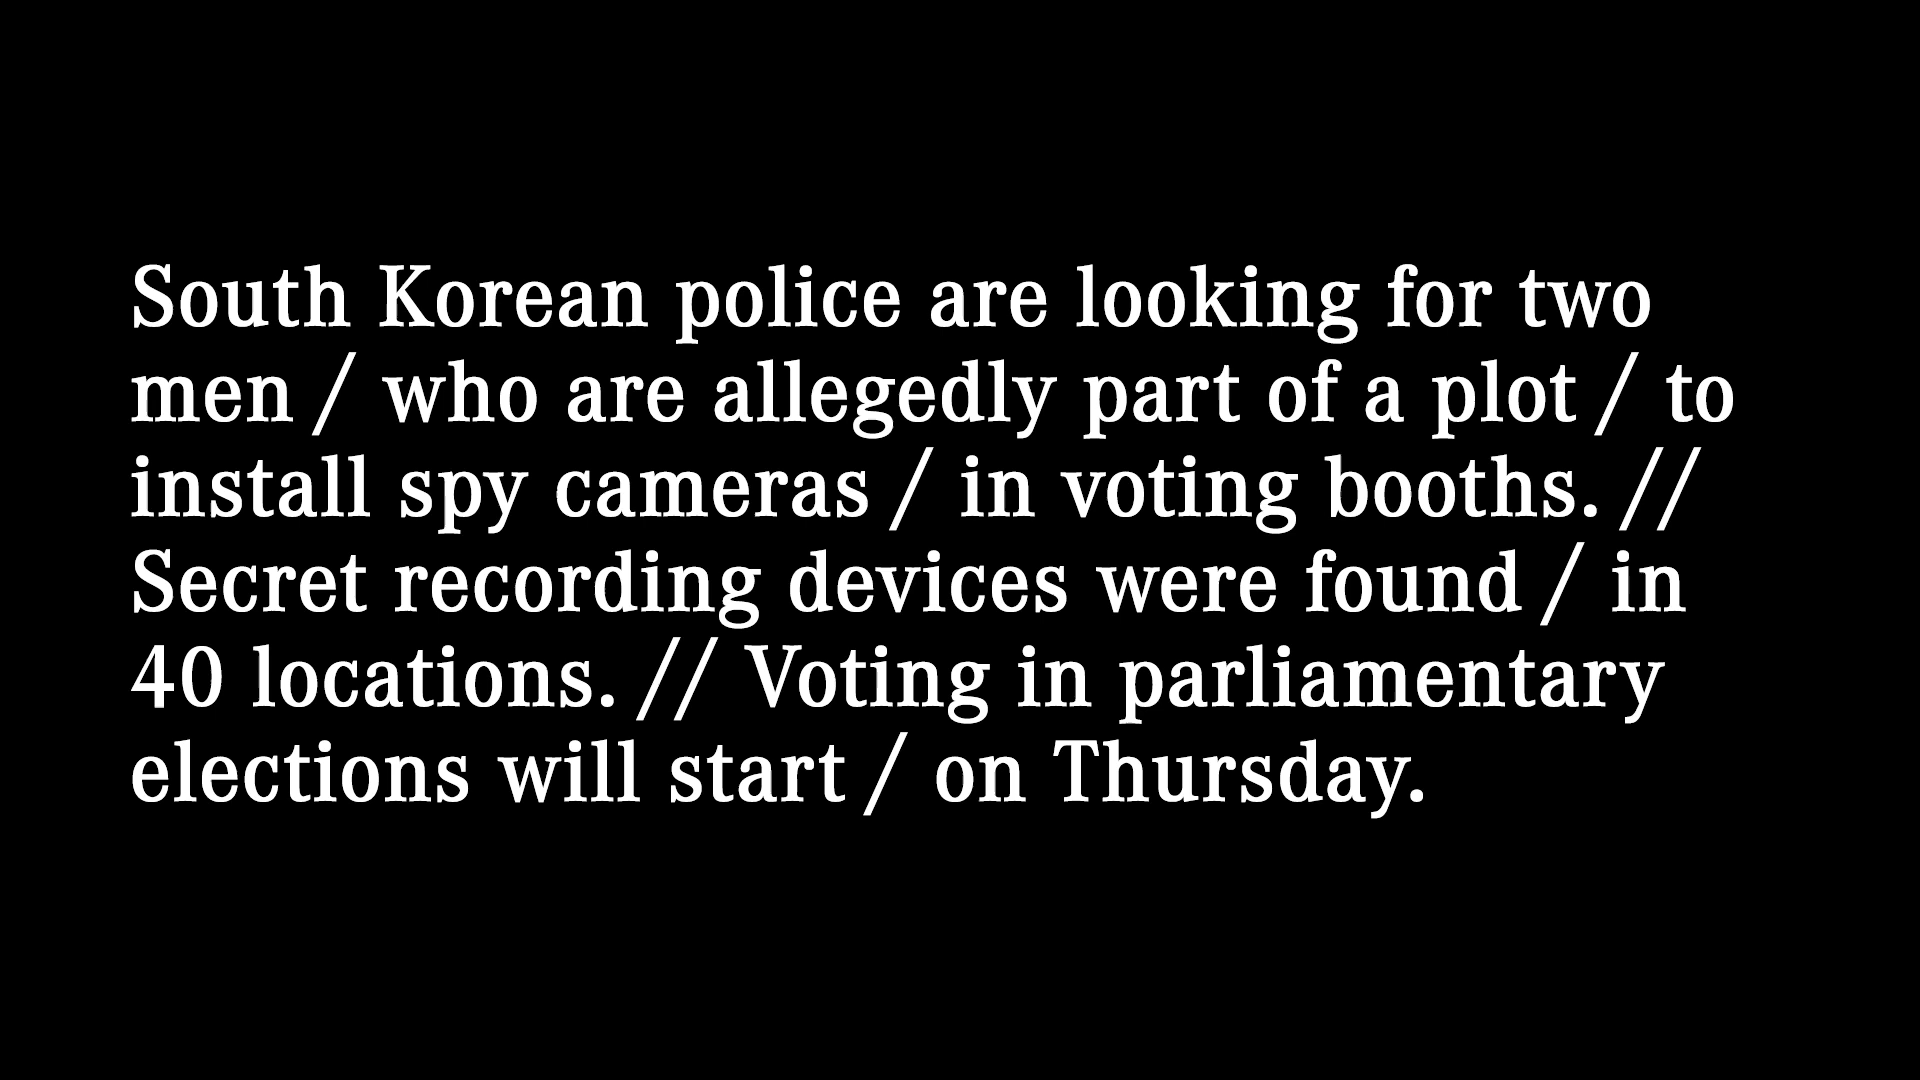 South Korean police are looking for two
men / who are allegedly part of a plot / to
install spy cameras / in voting booths. //
Secret recording devices were found / in
40 locations. // Voting in parliamentary
elections will start / on Thursday.